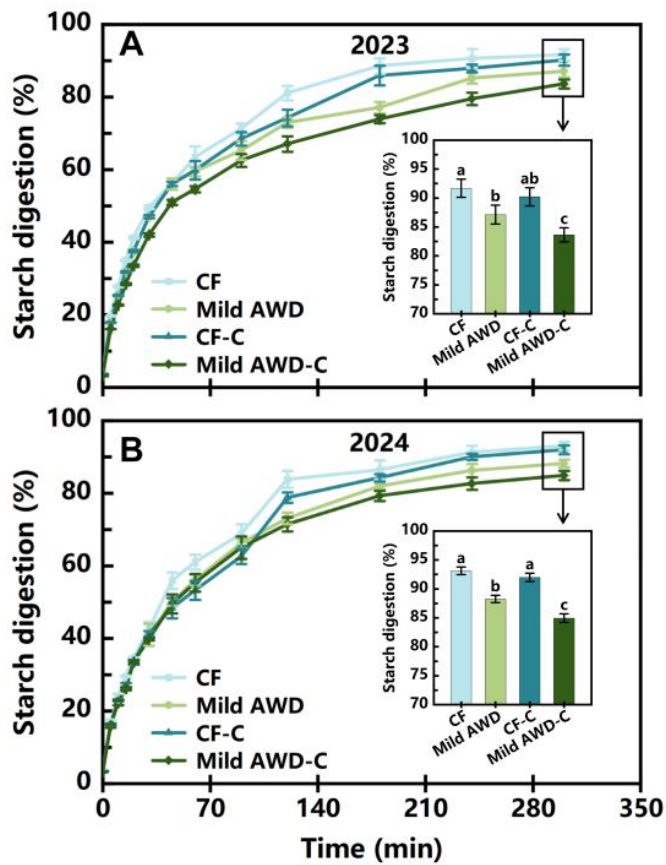 A
2023
Starch digestion (%)
100
80
60
40
20
0
CF
Mild AWD
CF-C
Mild AWD-C
Starch digestion (%)
100
95
90
85
80
75
70
a
b
ab
c
CF
Mild AWD
CF-C
Mild AWD-C
B
2024
Starch digestion (%)
100
80
60
40
20
0
CF
Mild AWD
CF-C
Mild AWD-C
Starch digestion (%)
100
95
90
85
80
75
70
a
b
a
c
CF
Mild AWD
CF-C
Mild AWD-C
0 70 140 210 280 350
Time (min)